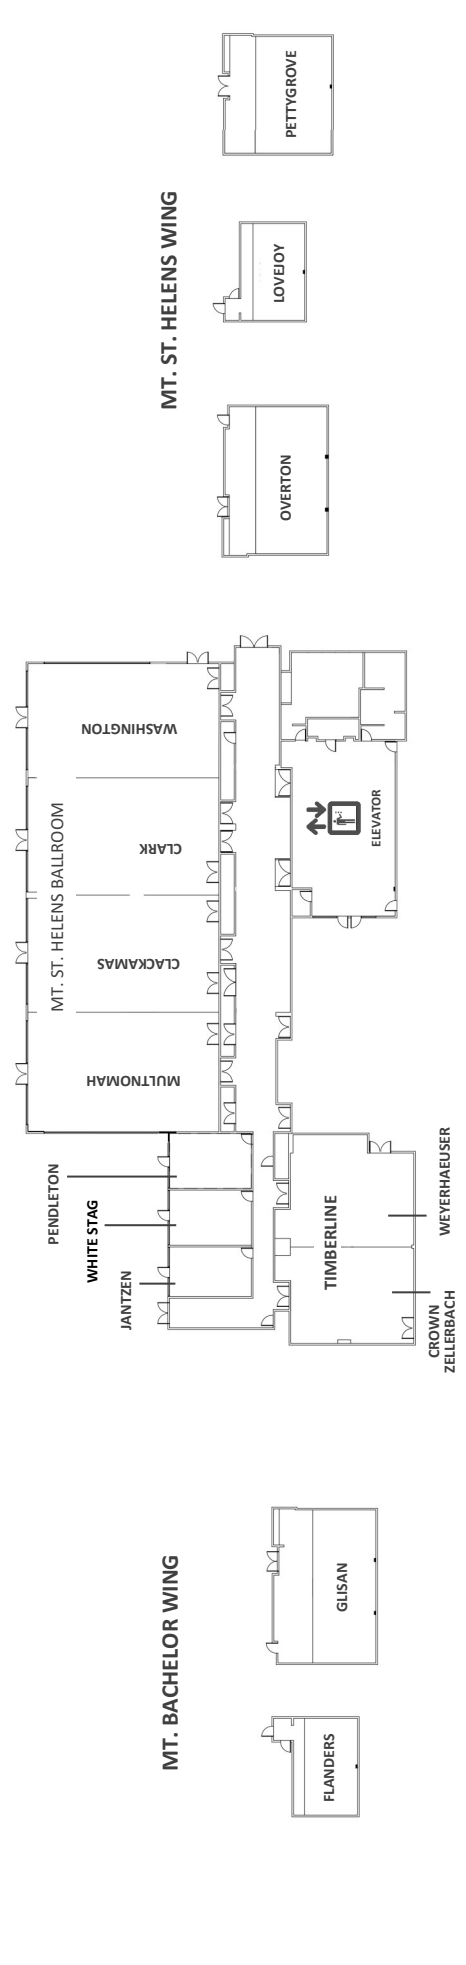 PETTYGROVE
MT. ST. HELENS WING
LOVEJOY
OVERTON
MT. ST. HELENS BALLROOM
WASHINGTON
CLARK
CLACKAMAS
MULTNOMAH
ELEVATOR
PENDLETON
WHITE STAG
JANTZEN
TIMBERLINE
WEYERHAEUSER
CROWN
ZELLERBACH
MT. BACHELOR WING
GLISAN
FLANDERS